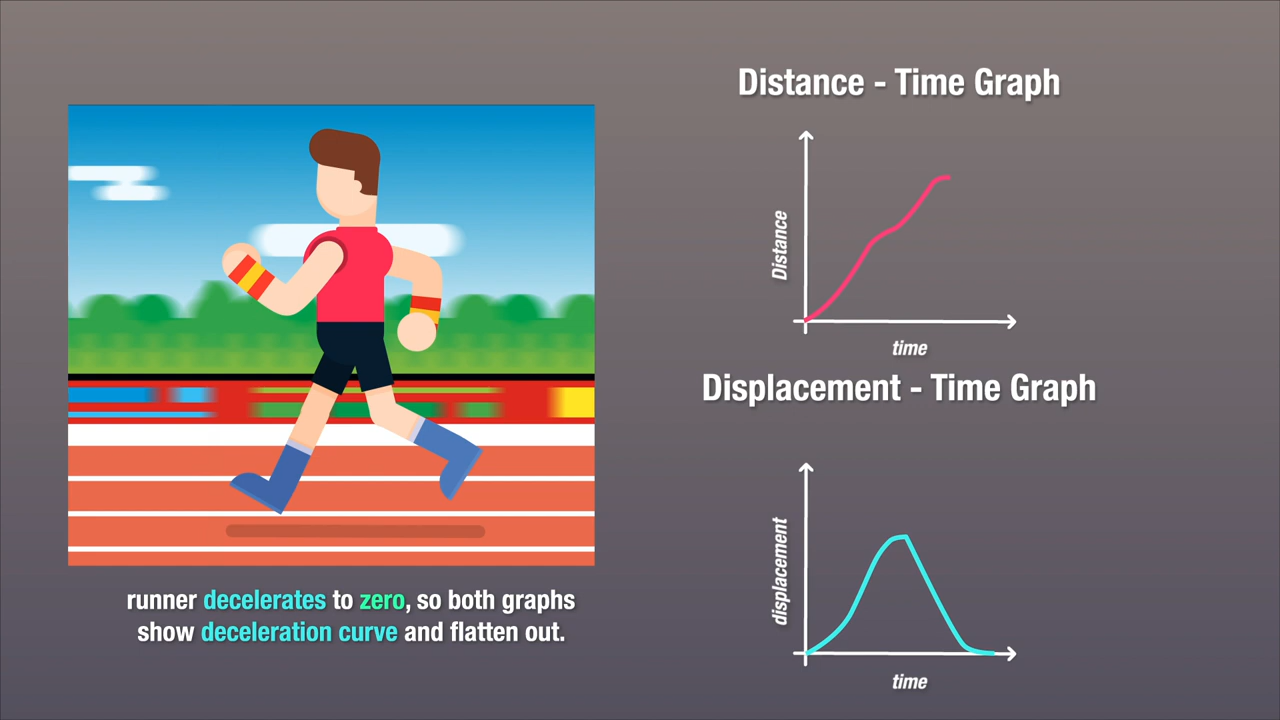 Distance - Time Graph
Distance
time
Displacement - Time Graph
displacement
time
runner decelerates to zero, so both graphs
show deceleration curve and flatten out.